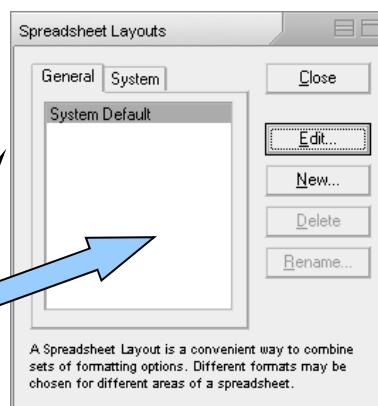 Spreadsheet Layouts
General System
Close
System Default
Edit...
New...
Delete
Rename...
A Spreadsheet Layout is a convenient way to combine
sets of formatting options. Different formats may be
chosen for different areas of a spreadsheet.